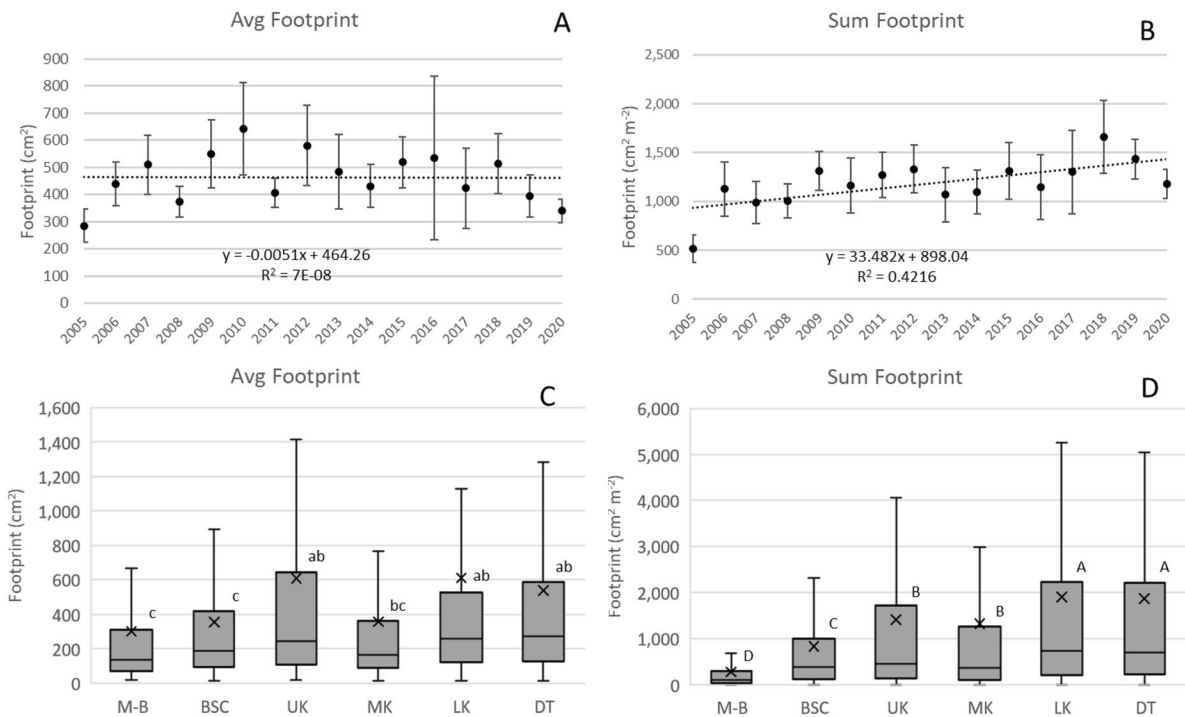 Avg Footprint
A
Footprint (cm²)
900
800
700
600
500
400
300
200
100
0
y = -0.0051x + 464.26
R² = 7E-08
2005 2006 2007 2008 2009 2010 2011 2012 2013 2014 2015 2016 2017 2018 2019 2020
Sum Footprint
B
Footprint (cm² m⁻²)
2,500
2,000
1,500
1,000
500
0
y = 33.482x + 898.04
R² = 0.4216
2005 2006 2007 2008 2009 2010 2011 2012 2013 2014 2015 2016 2017 2018 2019 2020
Avg Footprint
C
Footprint (cm²)
1,600
1,400
1,200
1,000
800
600
400
200
0
c c ab bc ab ab
M-B BSC UK MK LK DT
Sum Footprint
D
Footprint (cm² m⁻²)
6,000
5,000
4,000
3,000
2,000
1,000
0
D C B B A A
M-B BSC UK MK LK DT